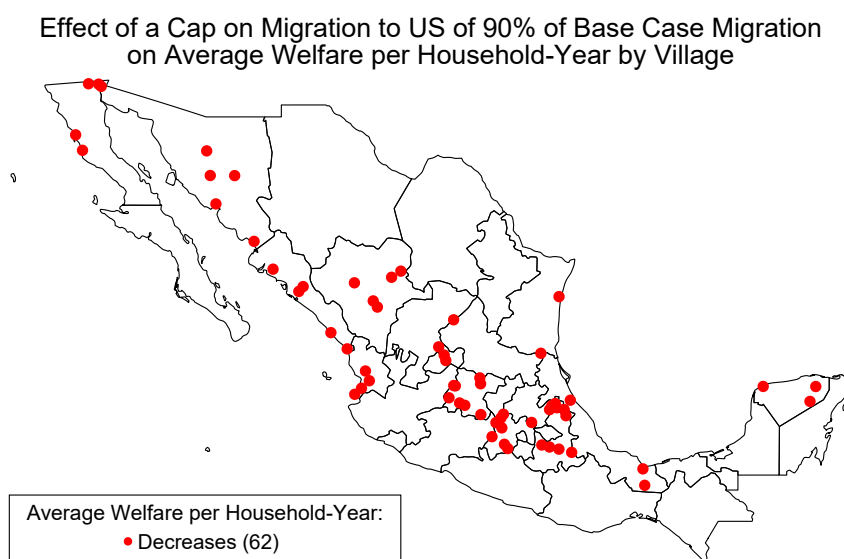 Effect of a Cap on Migration to US of 90% of Base Case Migration
on Average Welfare per Household-Year by Village
Average Welfare per Household-Year:
Decreases (62)